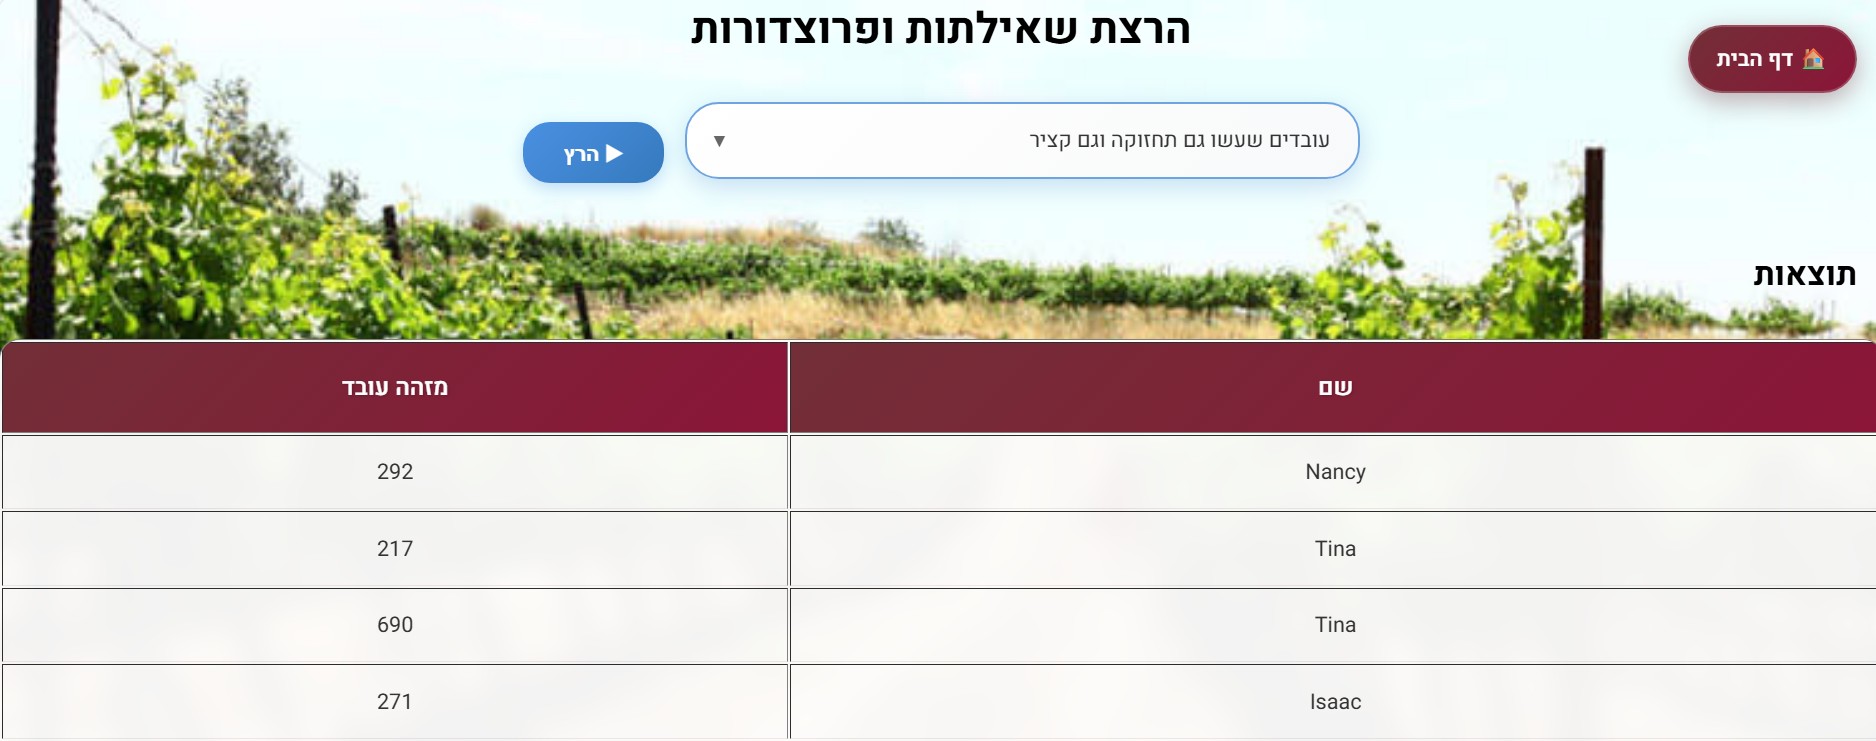 הרצת שאילתות ופרוצדורות
🏠 דף הבית
עובדים שעשו גם תחזוקה וגם קציר ▼
▶ הרץ
תוצאות
שם מזהה עובד
Nancy 292
Tina 217
Tina 690
Isaac 271